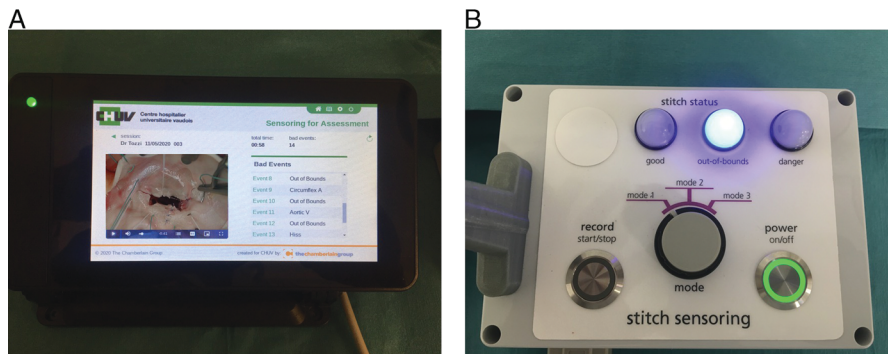 A
CHUV
Centre hospitalier
universitaire vaudois
Sensoring for Assessment
session
Dr Tozzi 12/05/2020 003
total time:
00:58
bad events:
14
Bad Events
Event 8 Out of Bounds
Event 9 Circumflex A
Event 10 Out of Bounds
Event 11 Aortic V
Event 12 Out of Bounds
Event 13 Hiss
© 2020 The Chamberlain Group
created for CHUV by
thechamberlaingroup
B
stitch status
good
out-of-bounds
danger
mode 1
mode 2
mode 3
record
start/stop
power
on/off
mode
stitch sensoring